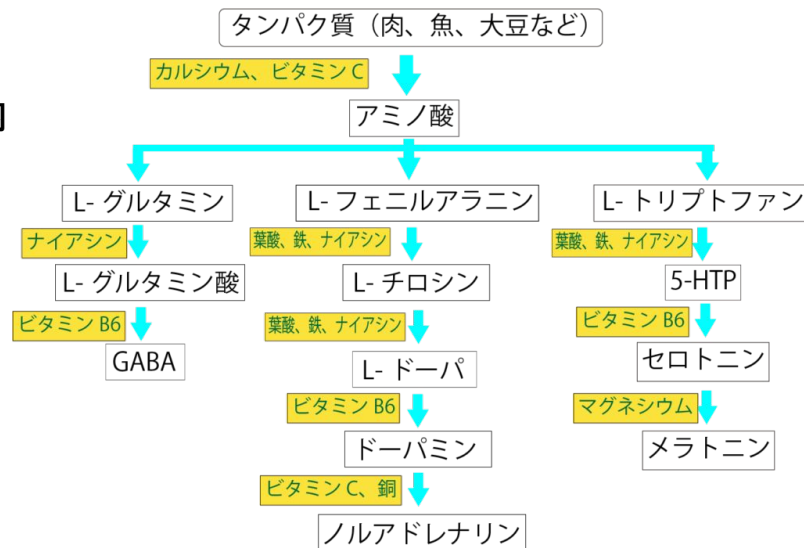 タンパク質（肉、魚、大豆など）
カルシウム、ビタミンC
アミノ酸
L- グルタミン
L- フェニルアラニン
L- トリプトファン
ナイアシン
葉酸、鉄、ナイアシン
葉酸、鉄、ナイアシン
L- グルタミン酸
L- チロシン
5-HTP
ビタミン B6
葉酸、鉄、ナイアシン
ビタミン B6
GABA
L- ドーパ
セロトニン
ビタミン B6
マグネシウム
ドーパミン
メラトニン
ビタミン C、銅
ノルアドレナリン